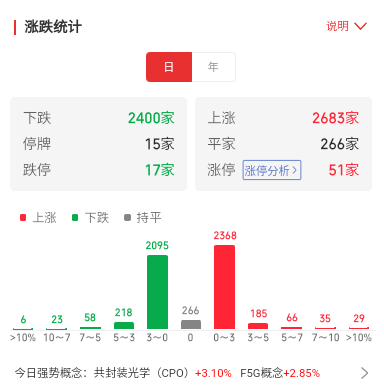 涨跌统计 说明
日 年
下跌 2400家 上涨 2683家
停牌 15家 平家 266家
跌停 17家 涨停 涨停分析 51家
上涨 下跌 持平
6 23 58 218 2095 266 2368 185 66 35 29
>10% 10～7 7～5 5～3 3～0 0 0～3 3～5 5～7 7～10 >10%
今日强势概念：共封装光学（CPO）+3.10% F5G概念+2.85%